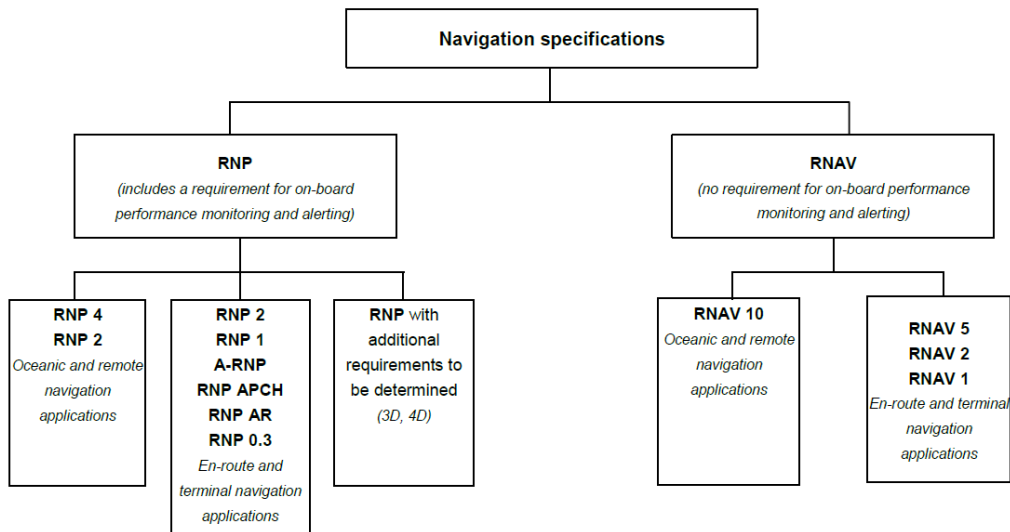 Navigation specifications
RNP
(includes a requirement for on-board
performance monitoring and alerting)
RNAV
(no requirement for on-board performance
monitoring and alerting)
RNP 4
RNP 2
Oceanic and remote
navigation
applications
RNP 2
RNP 1
A-RNP
RNP APCH
RNP AR
RNP 0.3
En-route and
terminal navigation
applications
RNP with
additional
requirements to
be determined
(3D, 4D)
RNAV 10
Oceanic and remote
navigation
applications
RNAV 5
RNAV 2
RNAV 1
En-route and terminal
navigation
applications